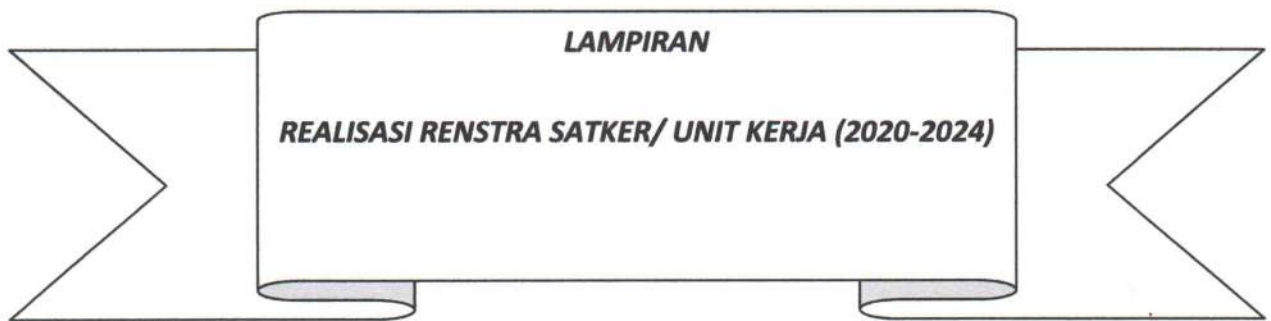 LAMPIRAN
REALISASI RENSTRA SATKER/ UNIT KERJA (2020-2024)